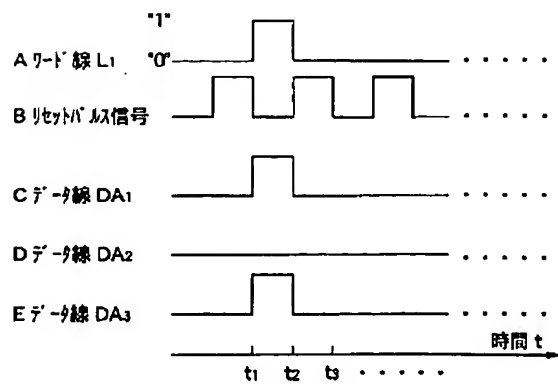 "1"
A ワード線 L1 "0"
B リセットパルス信号
C データ線 DA1
D データ線 DA2
E データ線 DA3
時間 t
t1 t2 t3